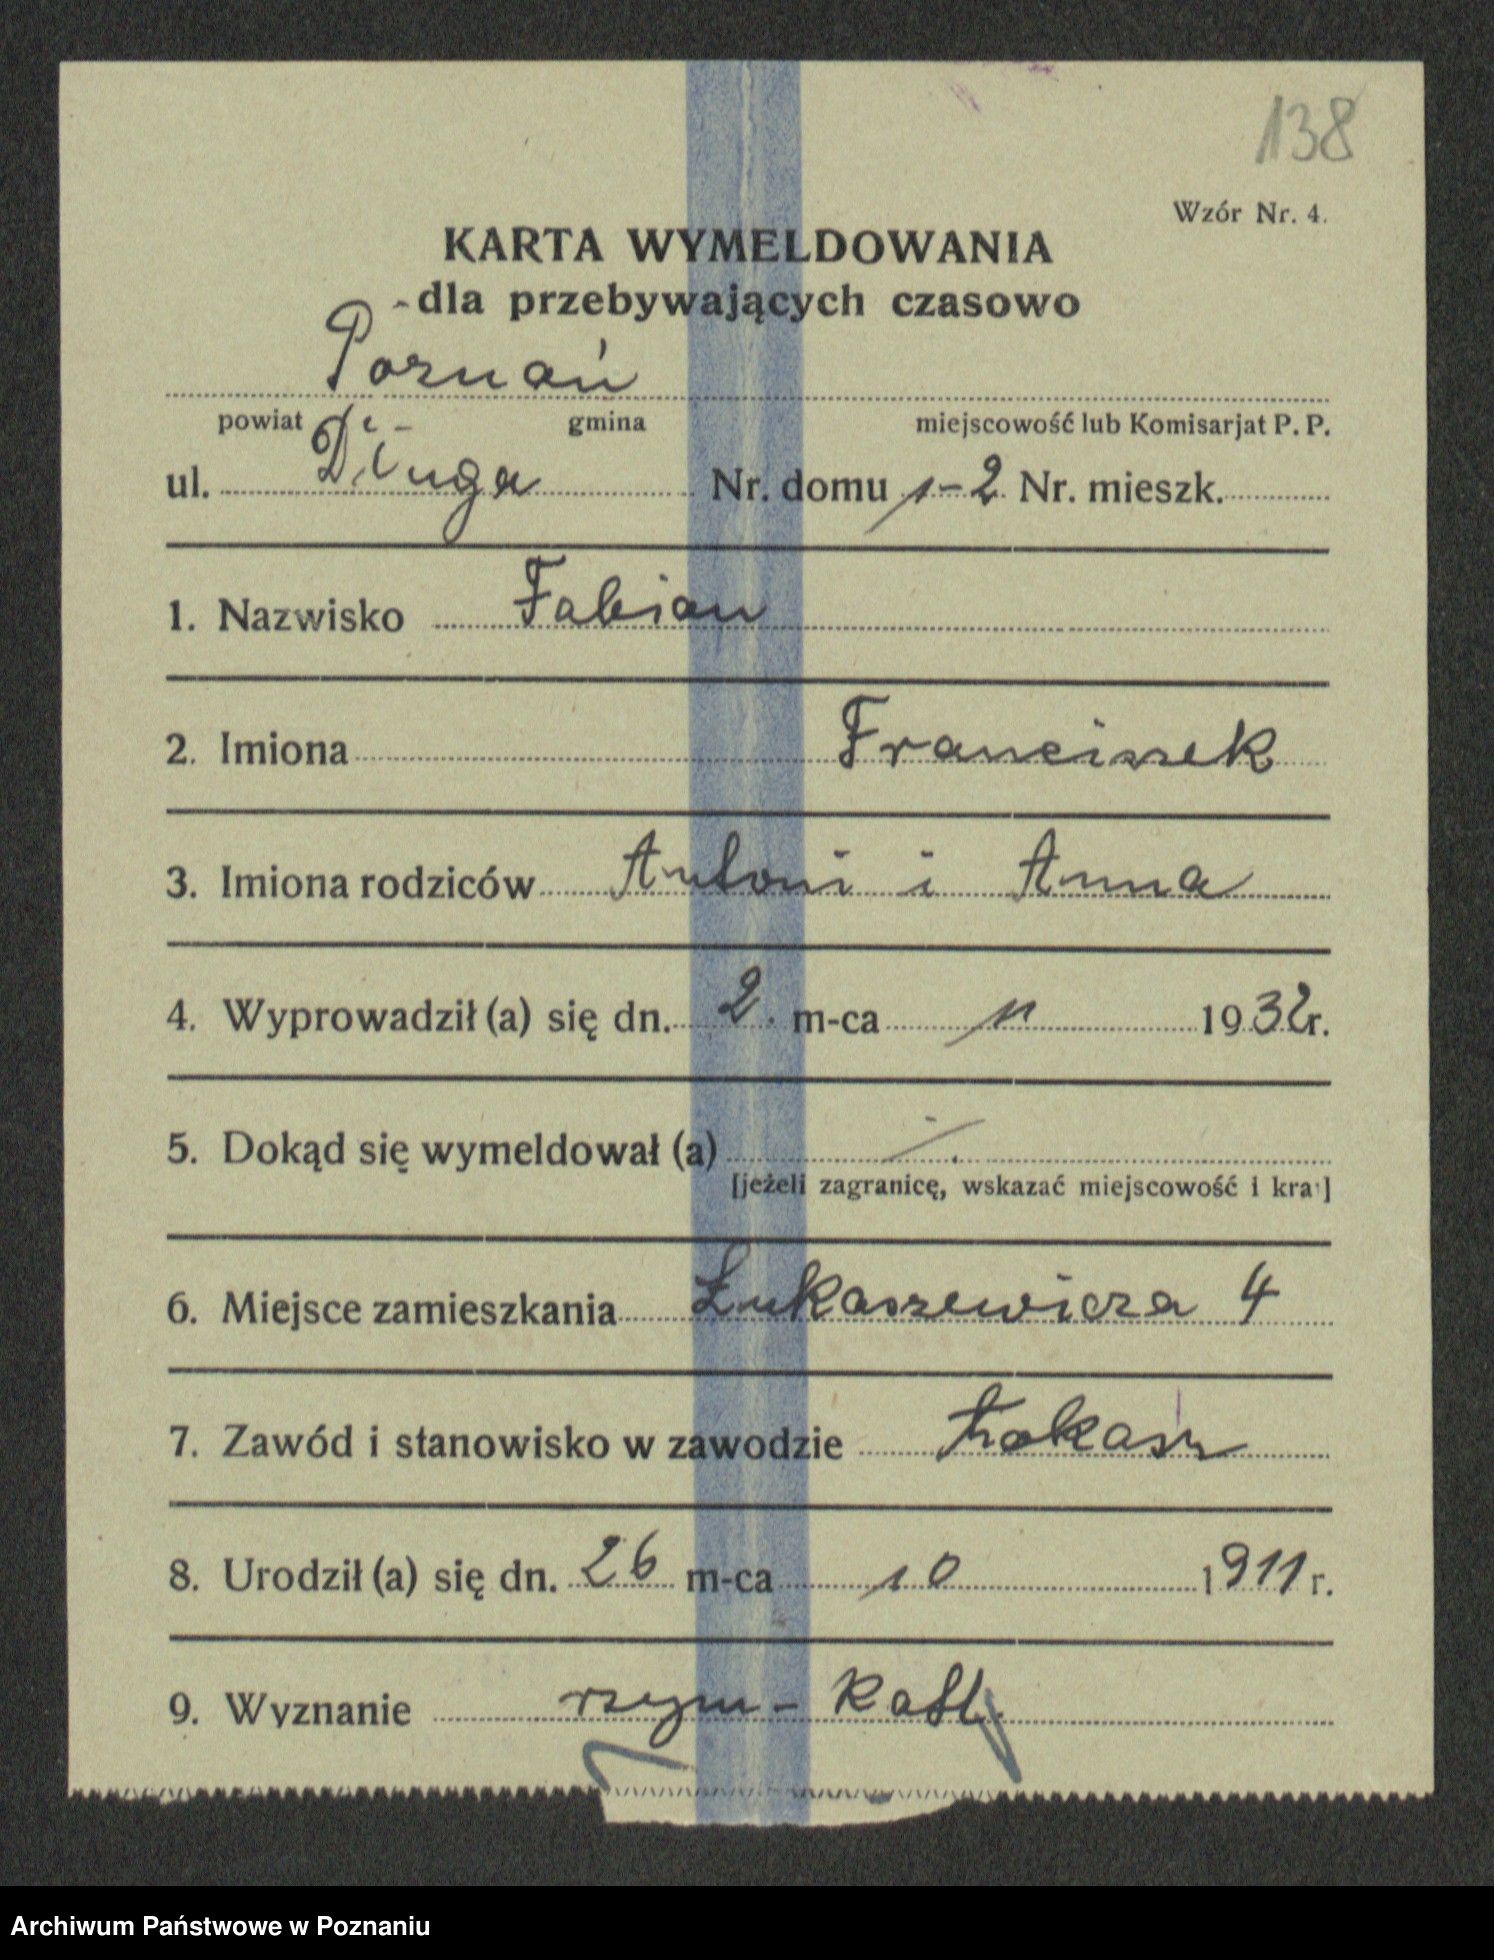 138
Wzór Nr. 4.
KARTA WYMELDOWANIA
dla przebywających czasowo
Poznań
powiat gmina miejscowość lub Komisarjat P. P.
ul. Długa Nr. domu 1-2 Nr. mieszk.
1. Nazwisko Fabian
2. Imiona Franciszek
3. Imiona rodziców Antoni i Anna
4. Wyprowadził (a) się dn. 2. m-ca 11 1932 r.
5. Dokąd się wymeldował (a)
[jeżeli zagranicę, wskazać miejscowość i kraj]
6. Miejsce zamieszkania Łukaszewicza 4
7. Zawód i stanowisko w zawodzie
8. Urodził (a) się dn. 26 m-ca 10 1911 r.
9. Wyznanie rzym-katl.
Archiwum Państwowe w Poznaniu